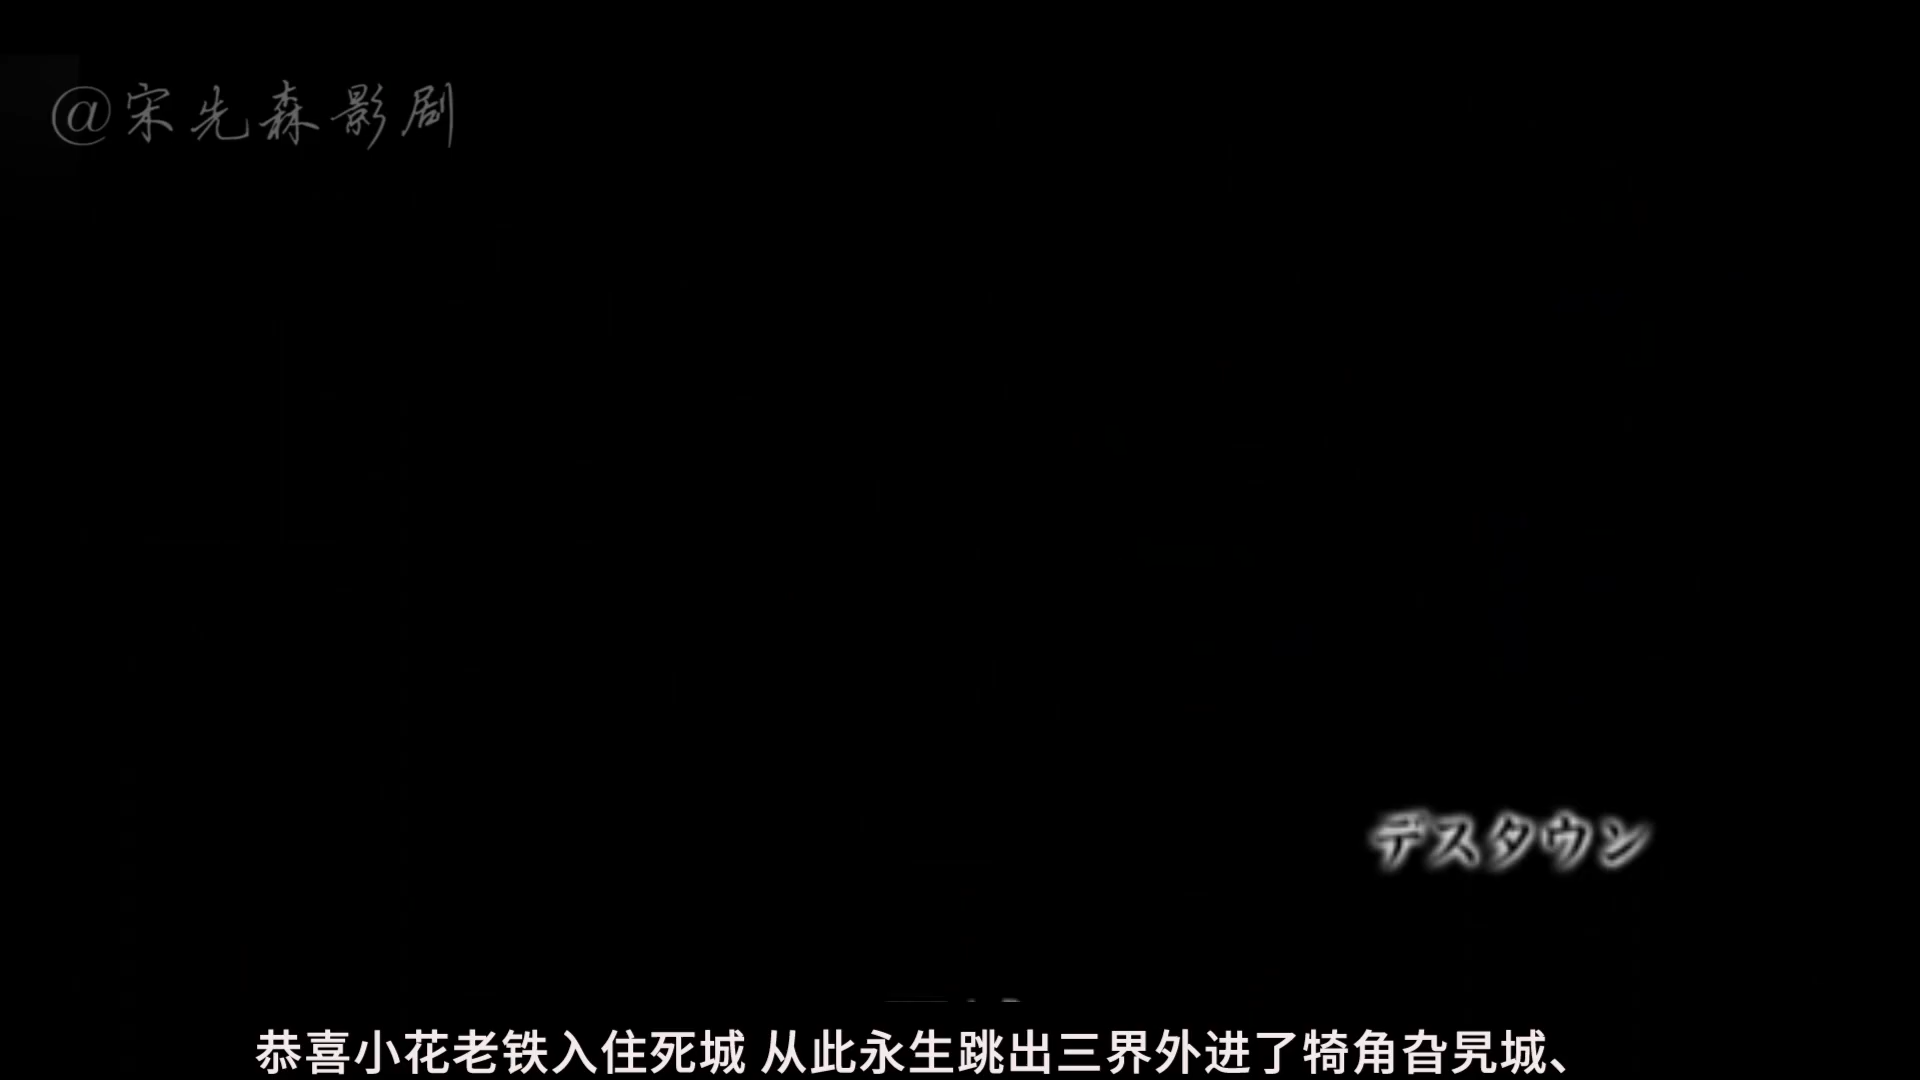 @宋先森影剧
デスタウン
恭喜小花老铁入住死城 从此永生跳出三界外进了犄角旮旯城、